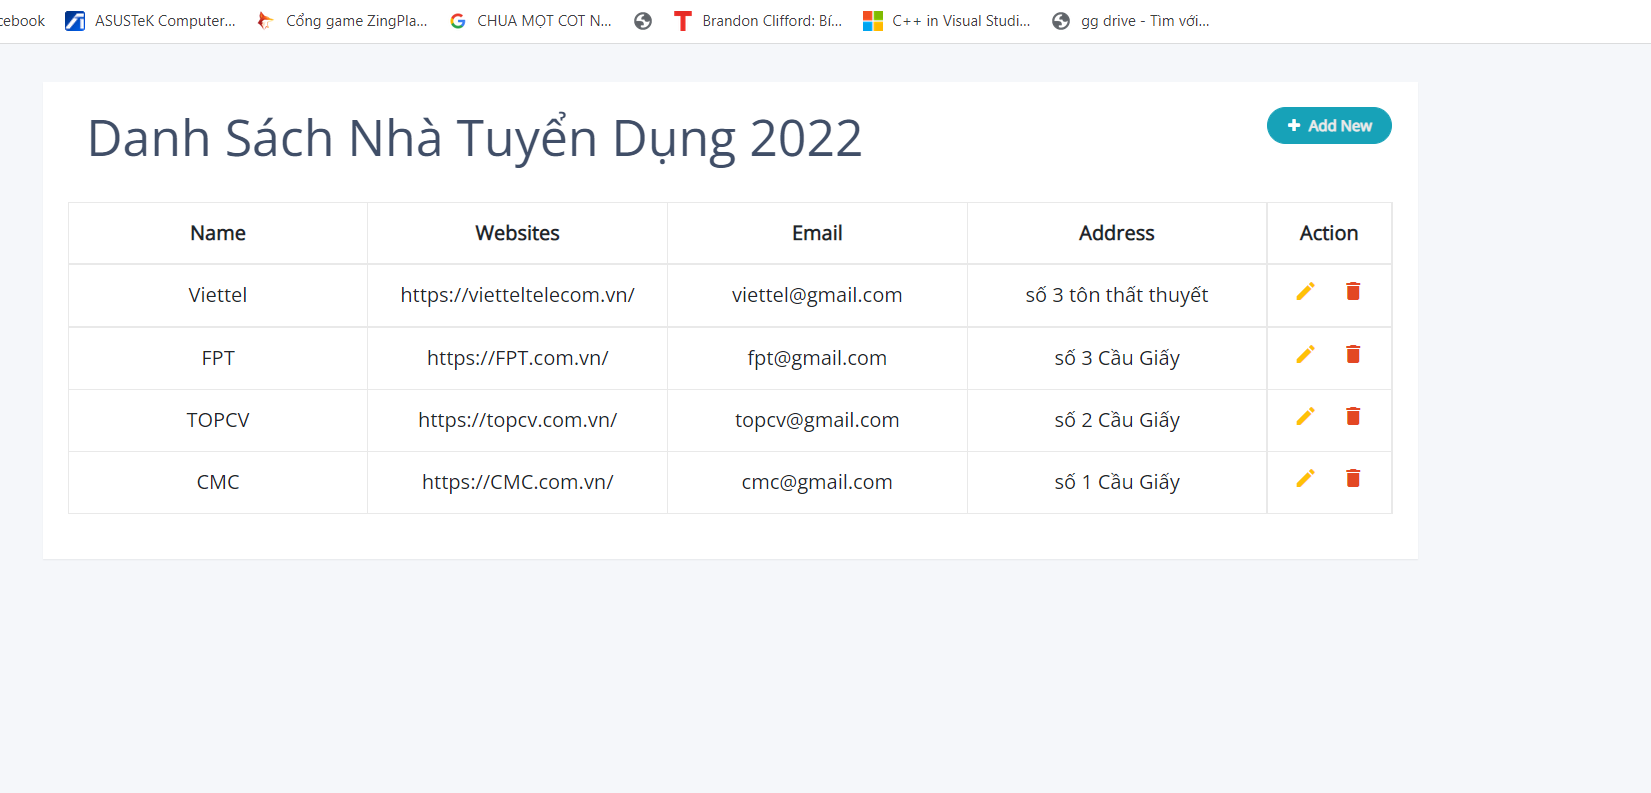 cebook ASUSTeK Computer... Cổng game ZingPla... CHUA MỌT COT N... Brandon Clifford: Bí... C++ in Visual Studi... gg drive - Tìm với...
Danh Sách Nhà Tuyển Dụng 2022
Add New
Name Websites Email Address Action
Viettel https://vietteltelecom.vn/ viettel@gmail.com số 3 tôn thất thuyết
FPT https://FPT.com.vn/ fpt@gmail.com số 3 Cầu Giấy
TOPCV https://topcv.com.vn/ topcv@gmail.com số 2 Cầu Giấy
CMC https://CMC.com.vn/ cmc@gmail.com số 1 Cầu Giấy